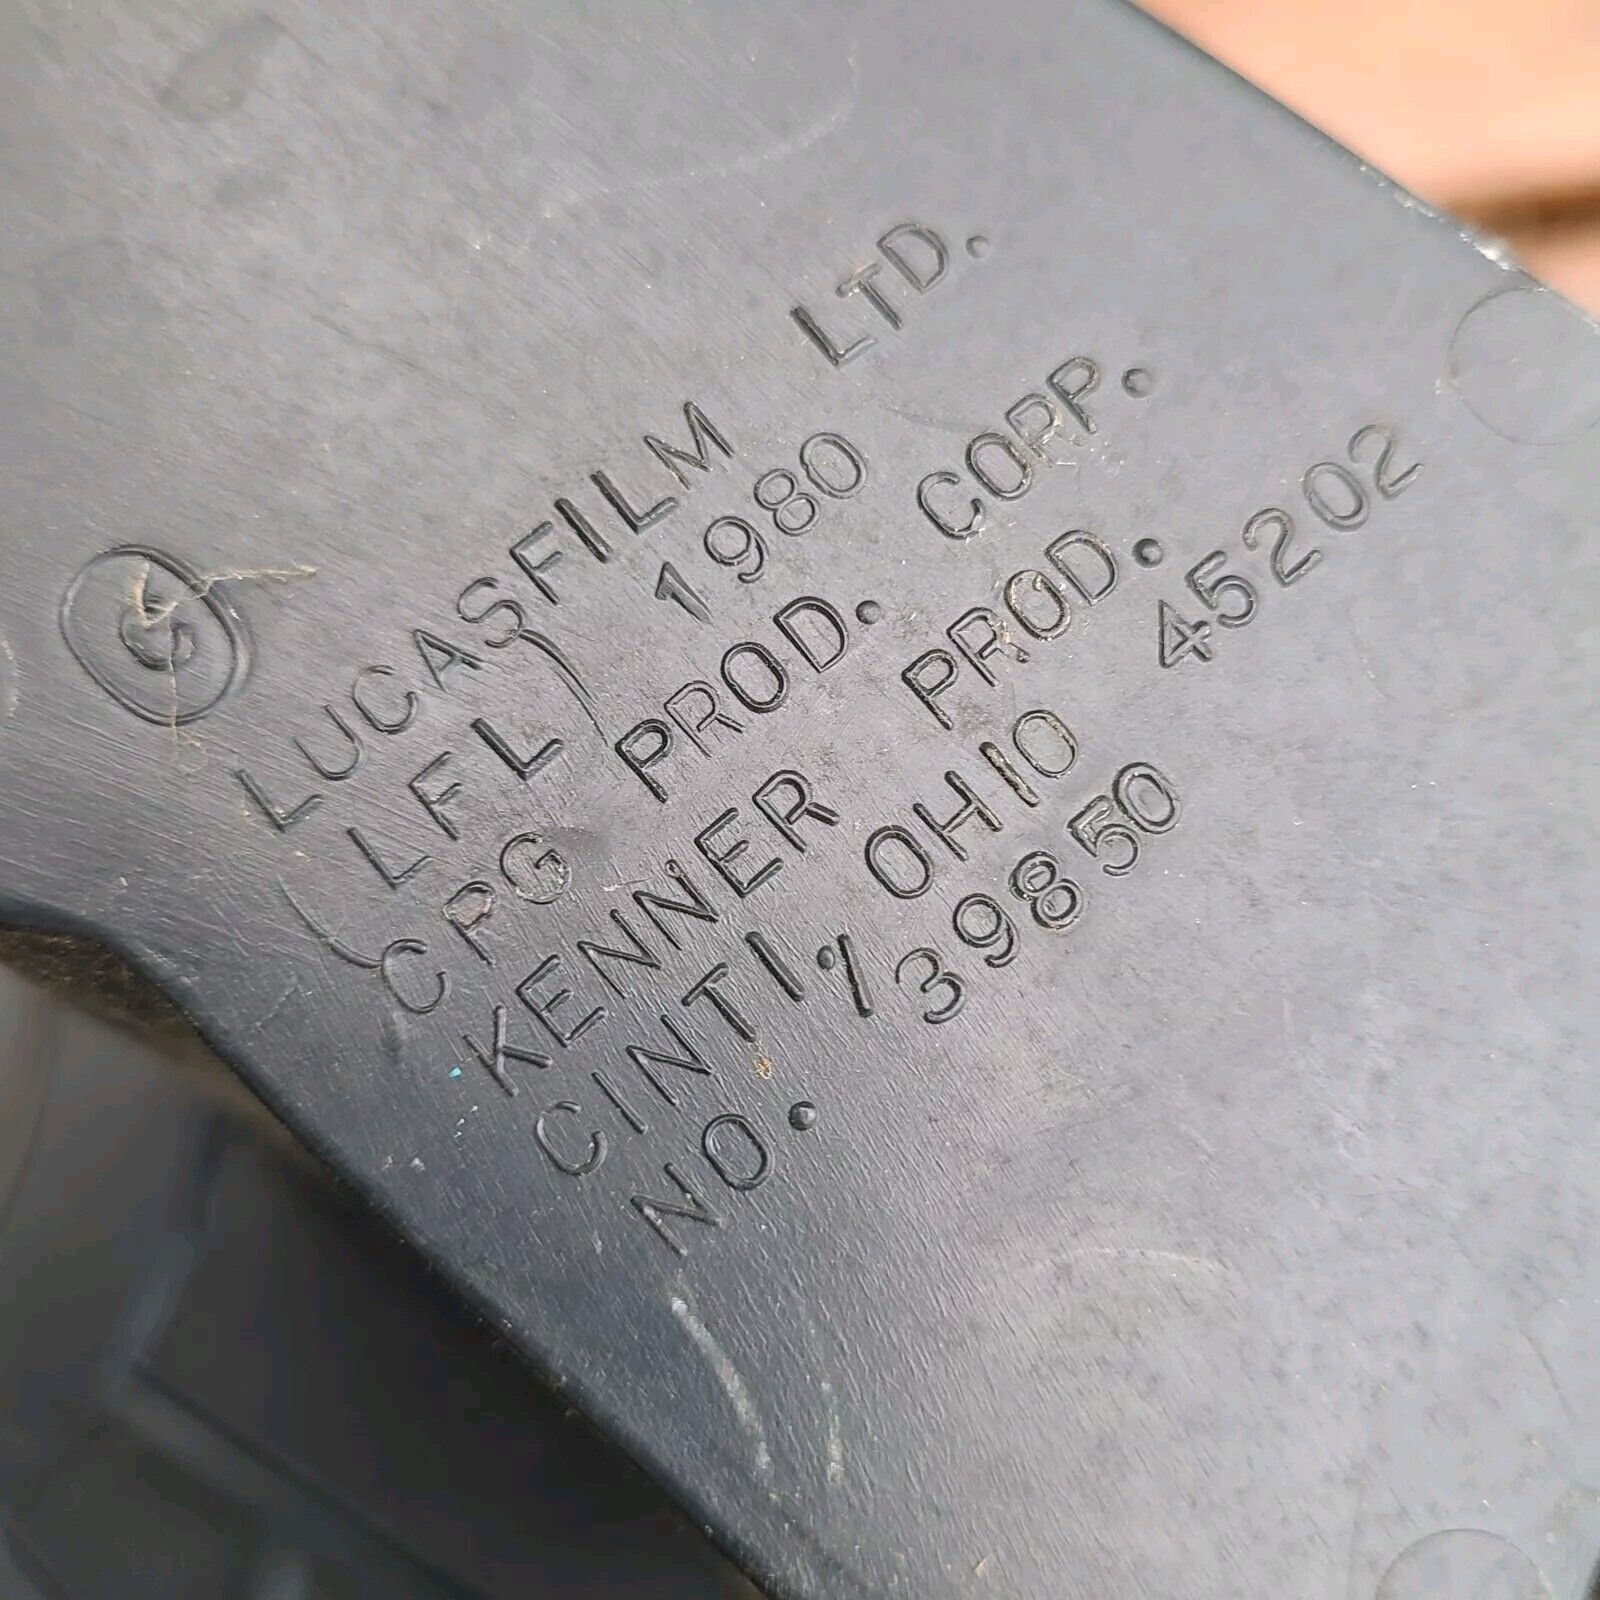 © LUCASFILM LTD.
LFL 1980
CPG PROD. CORP.
KENNER PROD.
CINTI, OHIO 45202
NO. 39850